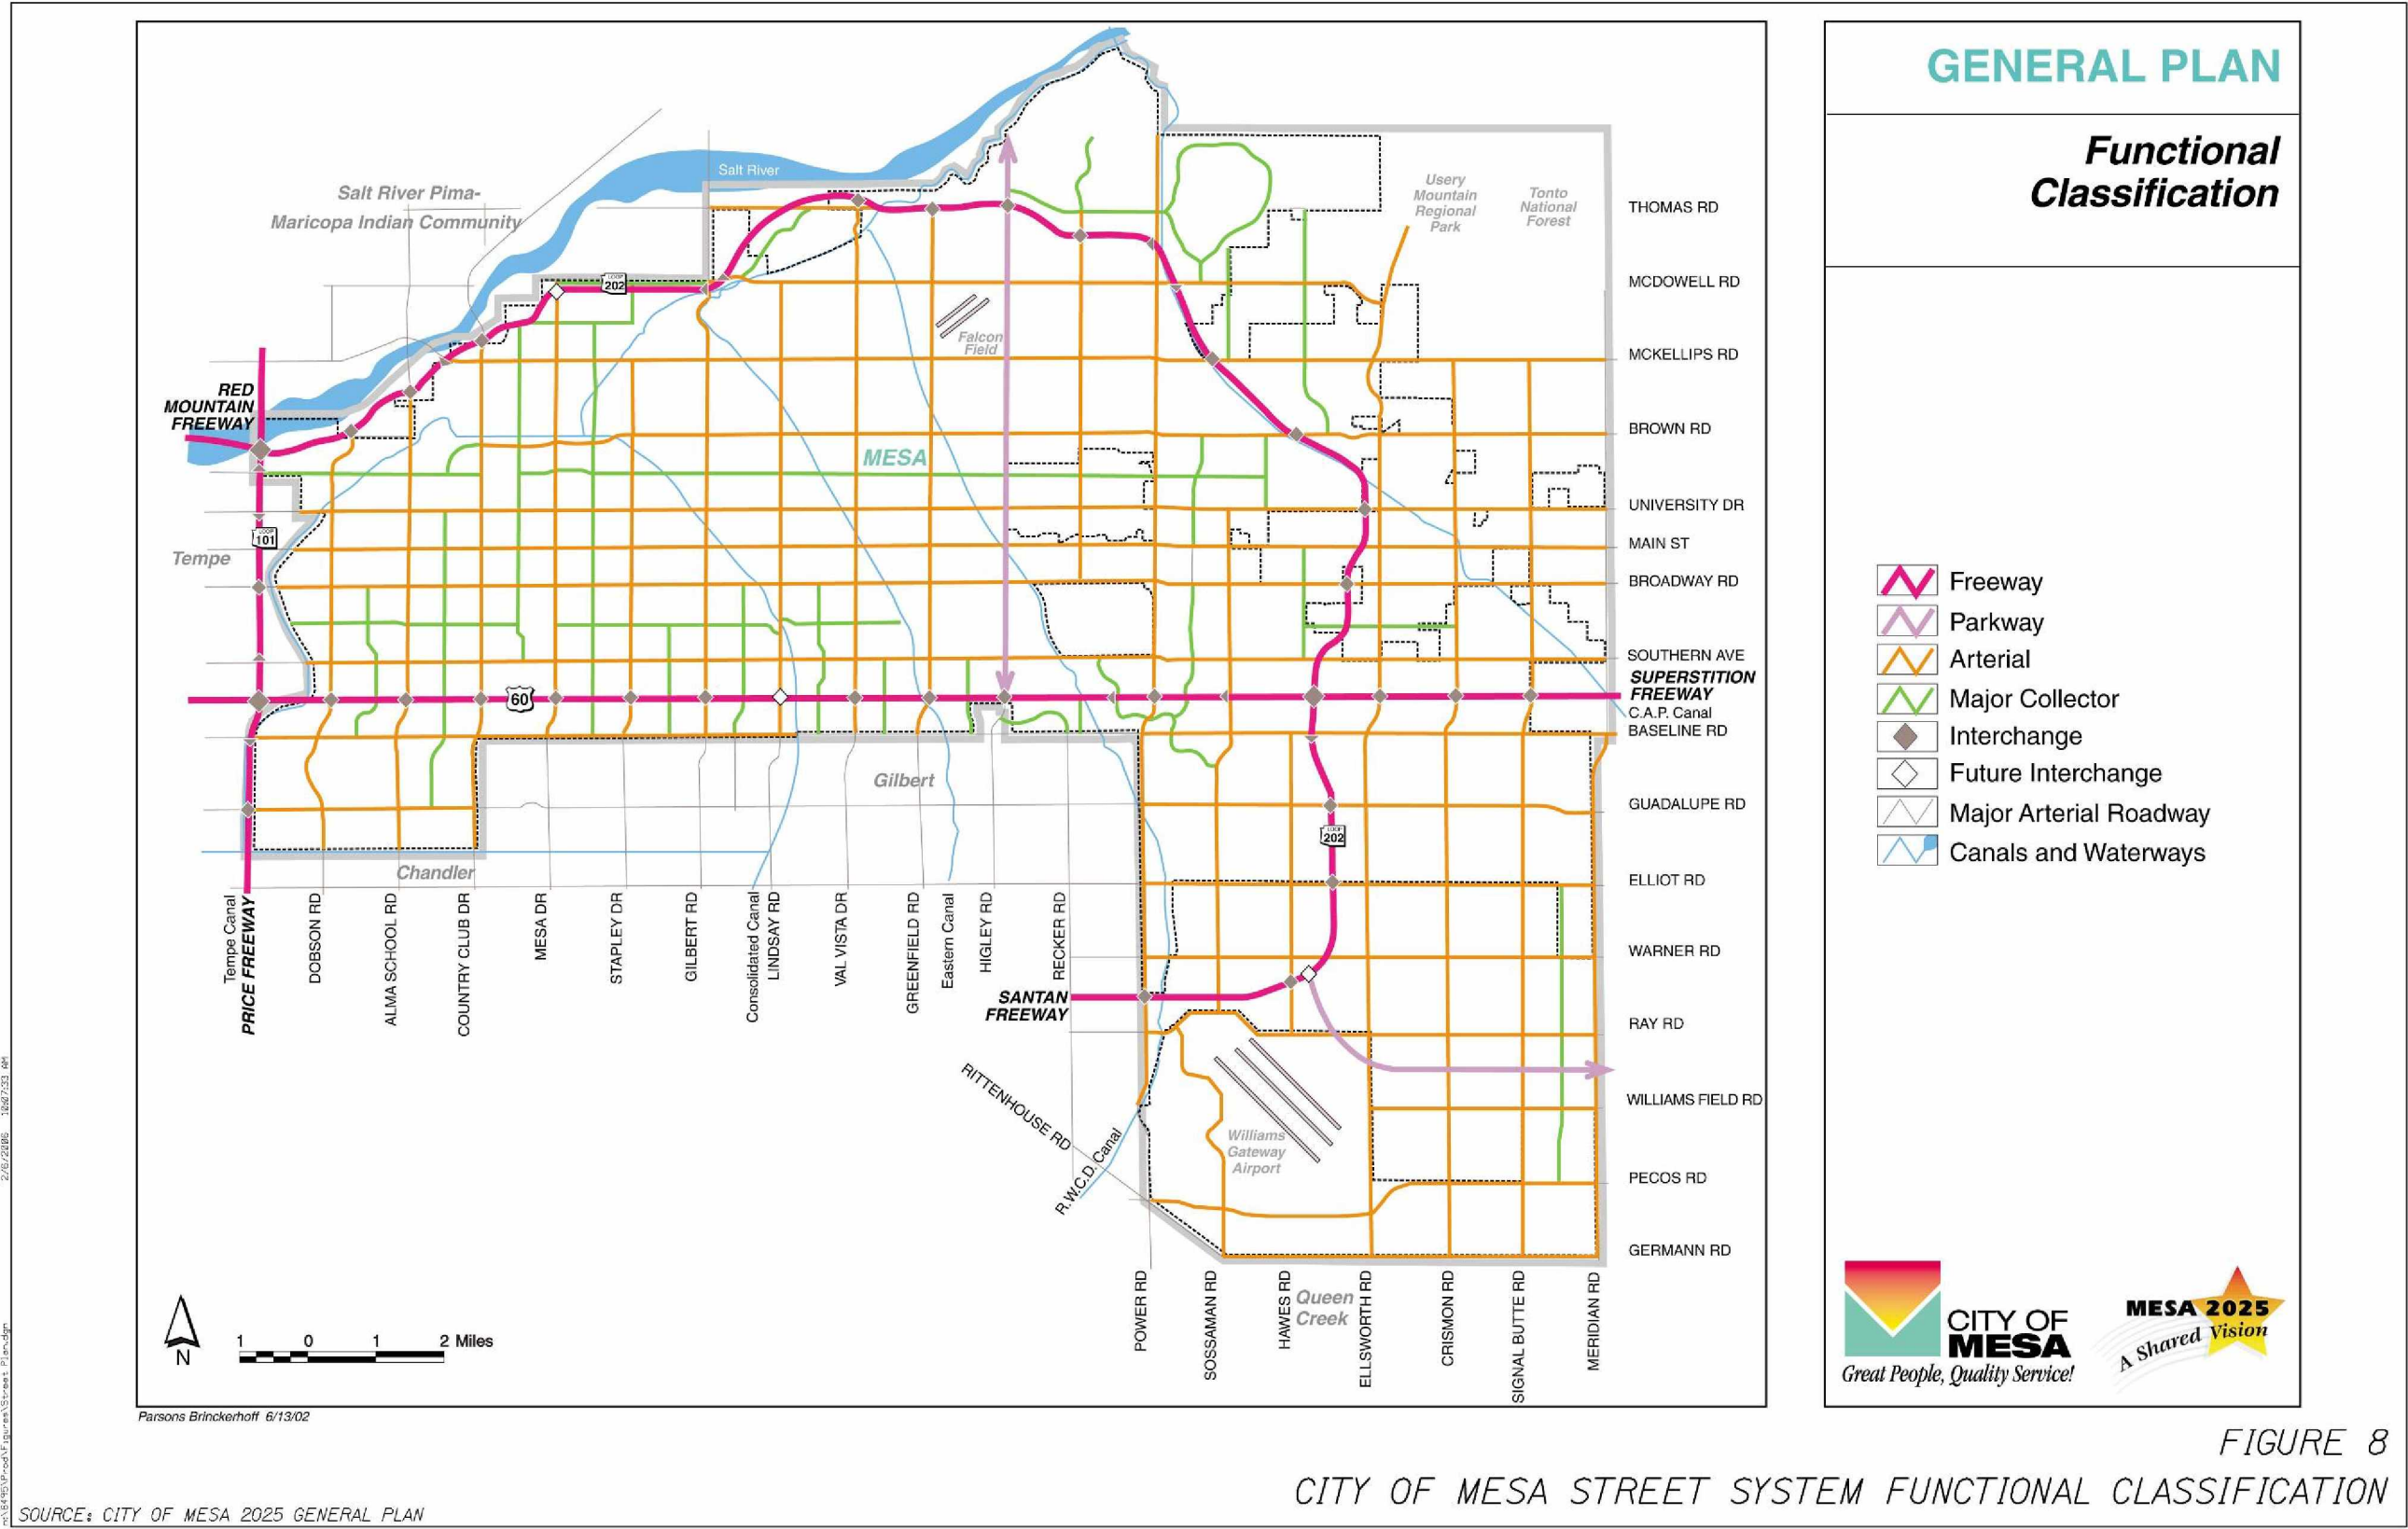 GENERAL PLAN
Functional
Classification
Salt River
Salt River Pima-
Maricopa Indian Community
Usery
Mountain
Regional
Park
Tonto
National
Forest
THOMAS RD
MCDOWELL RD
MCKELLIPS RD
BROWN RD
UNIVERSITY DR
MAIN ST
BROADWAY RD
SOUTHERN AVE
SUPERSTITION
FREEWAY
C.A.P. Canal
BASELINE RD
GUADALUPE RD
ELLIOT RD
WARNER RD
RAY RD
WILLIAMS FIELD RD
PECOS RD
GERMANN RD
LOOP
202
Falcon
Field
RED
MOUNTAIN
FREEWAY
MESA
LOOP
101
Tempe
60
Gilbert
LOOP
202
Chandler
Tempe Canal
PRICE FREEWAY
DOBSON RD
ALMA SCHOOL RD
COUNTRY CLUB DR
MESA DR
STAPLEY DR
GILBERT RD
Consolidated Canal
LINDSAY RD
VAL VISTA DR
GREENFIELD RD
Eastern Canal
HIGLEY RD
RECKER RD
SANTAN
FREEWAY
RITTENHOUSE RD
R.W.C.D. Canal
Williams
Gateway
Airport
POWER RD
SOSSAMAN RD
HAWES RD
Queen
Creek
ELLSWORTH RD
CRISMON RD
SIGNAL BUTTE RD
MERIDIAN RD
N
1 0 1 2 Miles
Freeway
Parkway
Arterial
Major Collector
Interchange
Future Interchange
Major Arterial Roadway
Canals and Waterways
CITY OF
MESA
Great People, Quality Service!
MESA 2025
A Shared Vision
Parsons Brinckerhoff 6/13/02
FIGURE 8
CITY OF MESA STREET SYSTEM FUNCTIONAL CLASSIFICATION
SOURCE: CITY OF MESA 2025 GENERAL PLAN